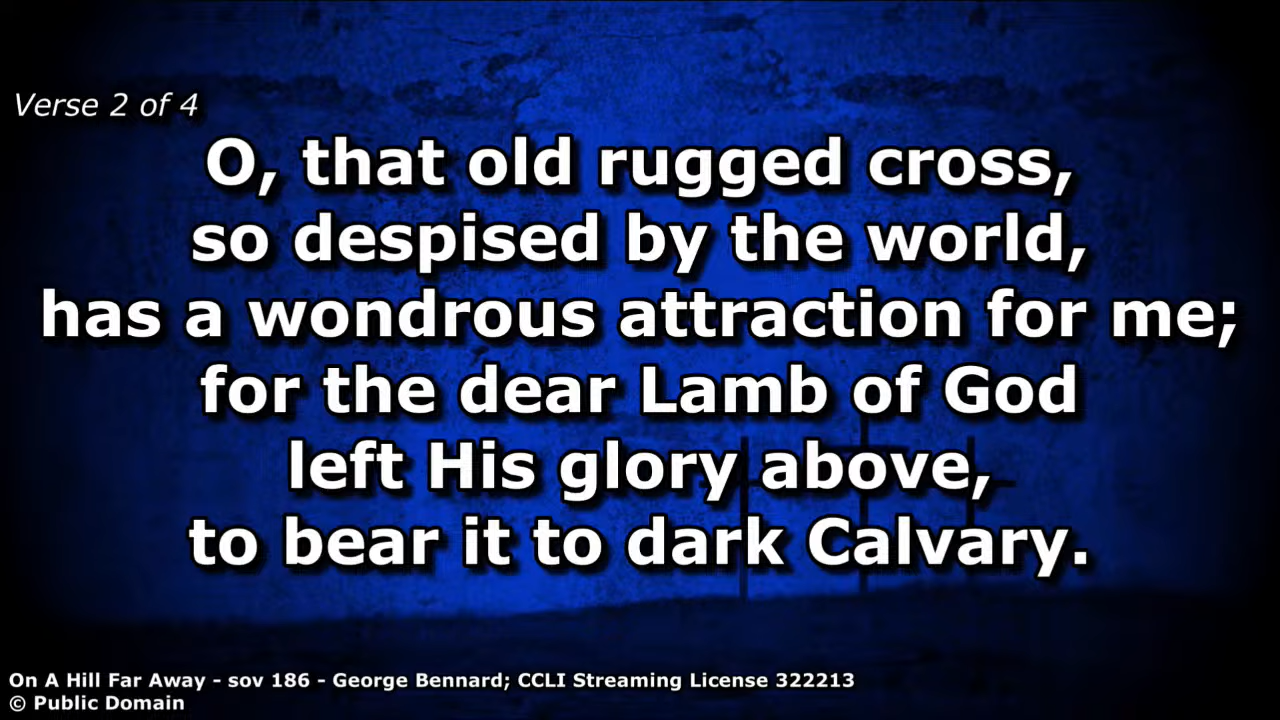 Verse 2 of 4
O, that old rugged cross,
so despised by the world,
has a wondrous attraction for me;
for the dear Lamb of God
left His glory above,
to bear it to dark Calvary.
On A Hill Far Away - sov 186 - George Bennard; CCLI Streaming License 322213
© Public Domain